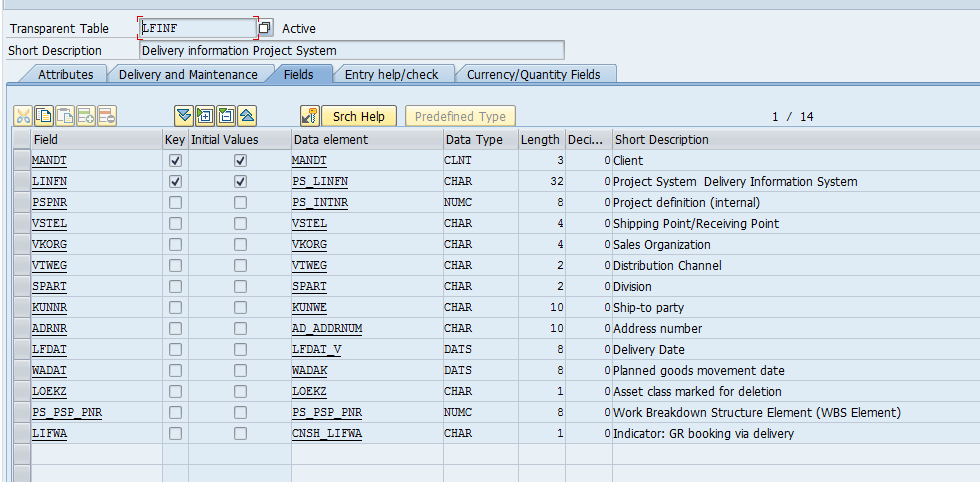 Transparent Table LFINF Active
Short Description Delivery information Project System
Attributes Delivery and Maintenance Fields Entry help/check Currency/Quantity Fields
Srch Help Predefined Type 1 / 14
Field Key Initial Values Data element Data Type Length Deci... Short Description
MANDT MANDT CLNT 3 0 Client
LINFN PS_LINFN CHAR 32 0 Project System  Delivery Information System
PSPNR PS_INTNR NUMC 8 0 Project definition (internal)
VSTEL VSTEL CHAR 4 0 Shipping Point/Receiving Point
VKORG VKORG CHAR 4 0 Sales Organization
VTWEG VTWEG CHAR 2 0 Distribution Channel
SPART SPART CHAR 2 0 Division
KUNNR KUNWE CHAR 10 0 Ship-to party
ADRNR AD_ADDRNUM CHAR 10 0 Address number
LFDAT LFDAT_V DATS 8 0 Delivery Date
WADAT WADAK DATS 8 0 Planned goods movement date
LOEKZ LOEKZ CHAR 1 0 Asset class marked for deletion
PS_PSP_PNR PS_PSP_PNR NUMC 8 0 Work Breakdown Structure Element (WBS Element)
LIFWA CNSH_LIFWA CHAR 1 0 Indicator: GR booking via delivery